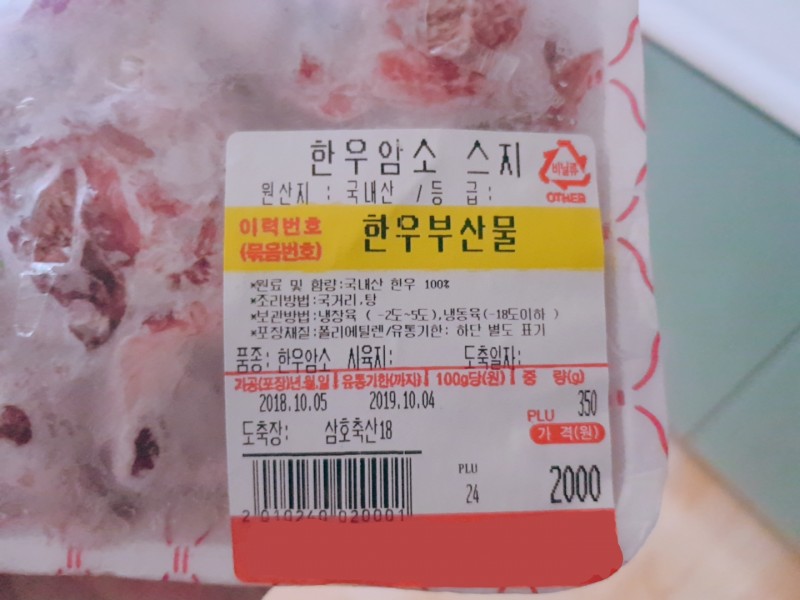 한우암소 스지
비닐류
OTHER
원산지 : 국내산 /등 급:
이력번호
(묶음번호)
한우부산물
*원료 및 함량:국내산 한우 100%
*조리방법:국거리,탕
*보관방법:냉장육 (-2도~5도),냉동육(-18도이하 )
*포장재질:폴리에틸렌/유통기한: 하단 별도 표기
품종: 한우암소 사육지: 도축일자:
가공(포장)년.월.일 유통기한(까지) 100g당(원) 중 량(g)
2018.10.05 2019.10.04 PLU 350
도축장: 삼호축산18 가 격(원)
PLU
24 2000
2 010240 020001